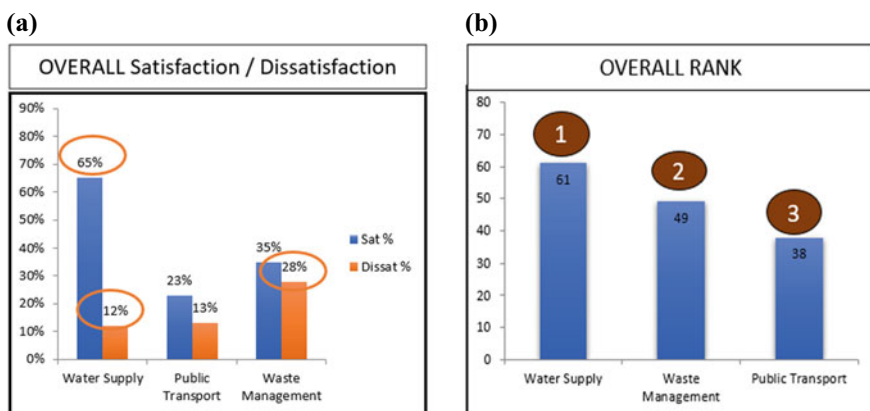 (a)
OVERALL Satisfaction / Dissatisfaction
90%
80%
70%
60%
50%
40%
30%
20%
10%
0%
65%
12%
23%
13%
35%
28%
Sat %
Dissat %
Water Supply
Public
Transport
Waste
Management
(b)
OVERALL RANK
80
70
60
50
40
30
20
10
0
1
61
2
49
3
38
Water Supply
Waste
Management
Public Transport